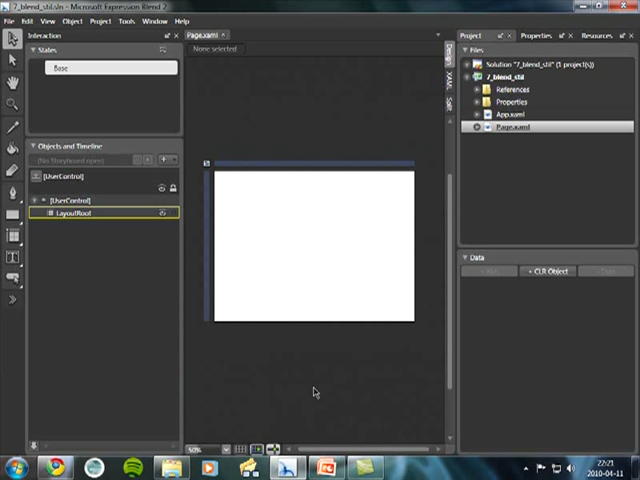 7_blend_stil.sln - Microsoft Expression Blend 2
File Edit View Object Project Tools Window Help
Interaction
States
Base
Objects and Timeline
(No Storyboard open)
[UserControl]
[UserControl]
LayoutRoot
Page.xaml
None selected
Design
XAML
Split
50%
Project
Properties
Resources
Files
Solution "7_blend_stil" (1 project(s))
7_blend_stil
References
Properties
App.xaml
Page.xaml
Data
+ CLR Object
22:21
2010-04-11